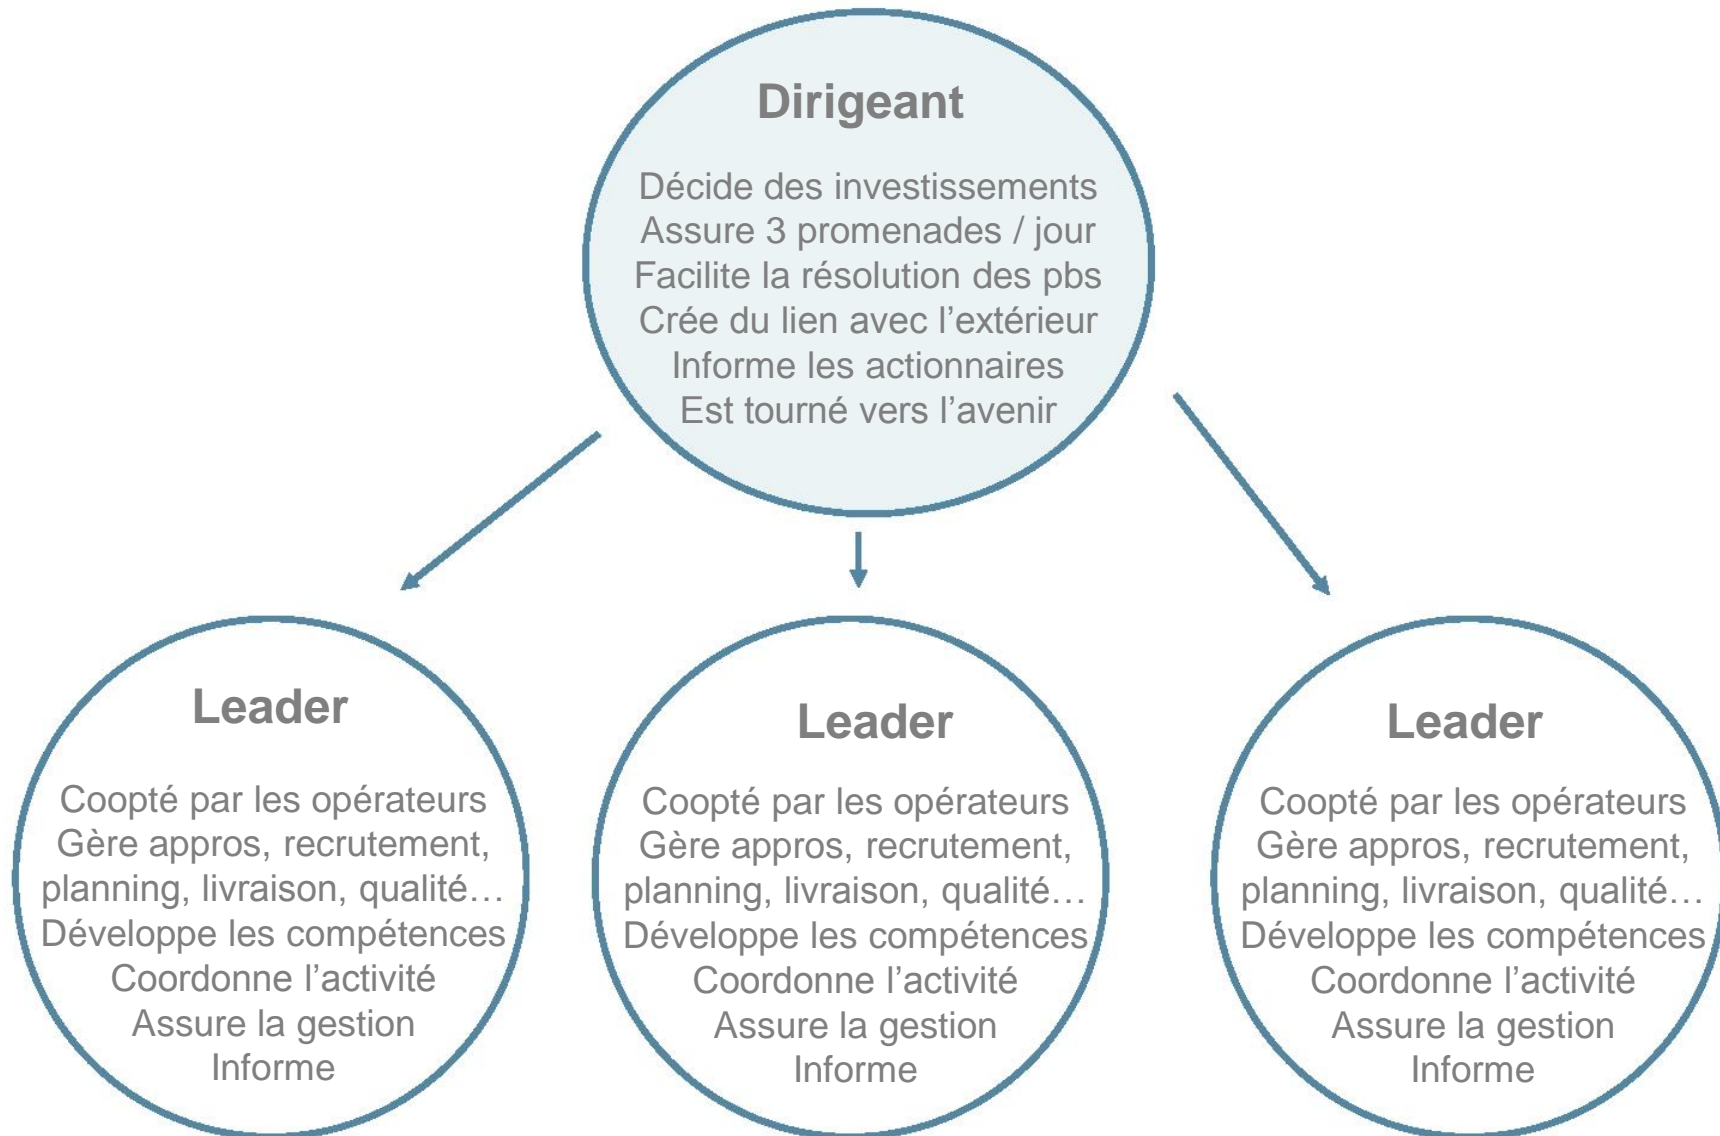 Dirigeant
Décide des investissements
Assure 3 promenades / jour
Facilite la résolution des pbs
Crée du lien avec l’extérieur
Informe les actionnaires
Est tourné vers l’avenir
Leader
Coopté par les opérateurs
Gère appros, recrutement,
planning, livraison, qualité…
Développe les compétences
Coordonne l’activité
Assure la gestion
Informe
Leader
Coopté par les opérateurs
Gère appros, recrutement,
planning, livraison, qualité…
Développe les compétences
Coordonne l’activité
Assure la gestion
Informe
Leader
Coopté par les opérateurs
Gère appros, recrutement,
planning, livraison, qualité…
Développe les compétences
Coordonne l’activité
Assure la gestion
Informe